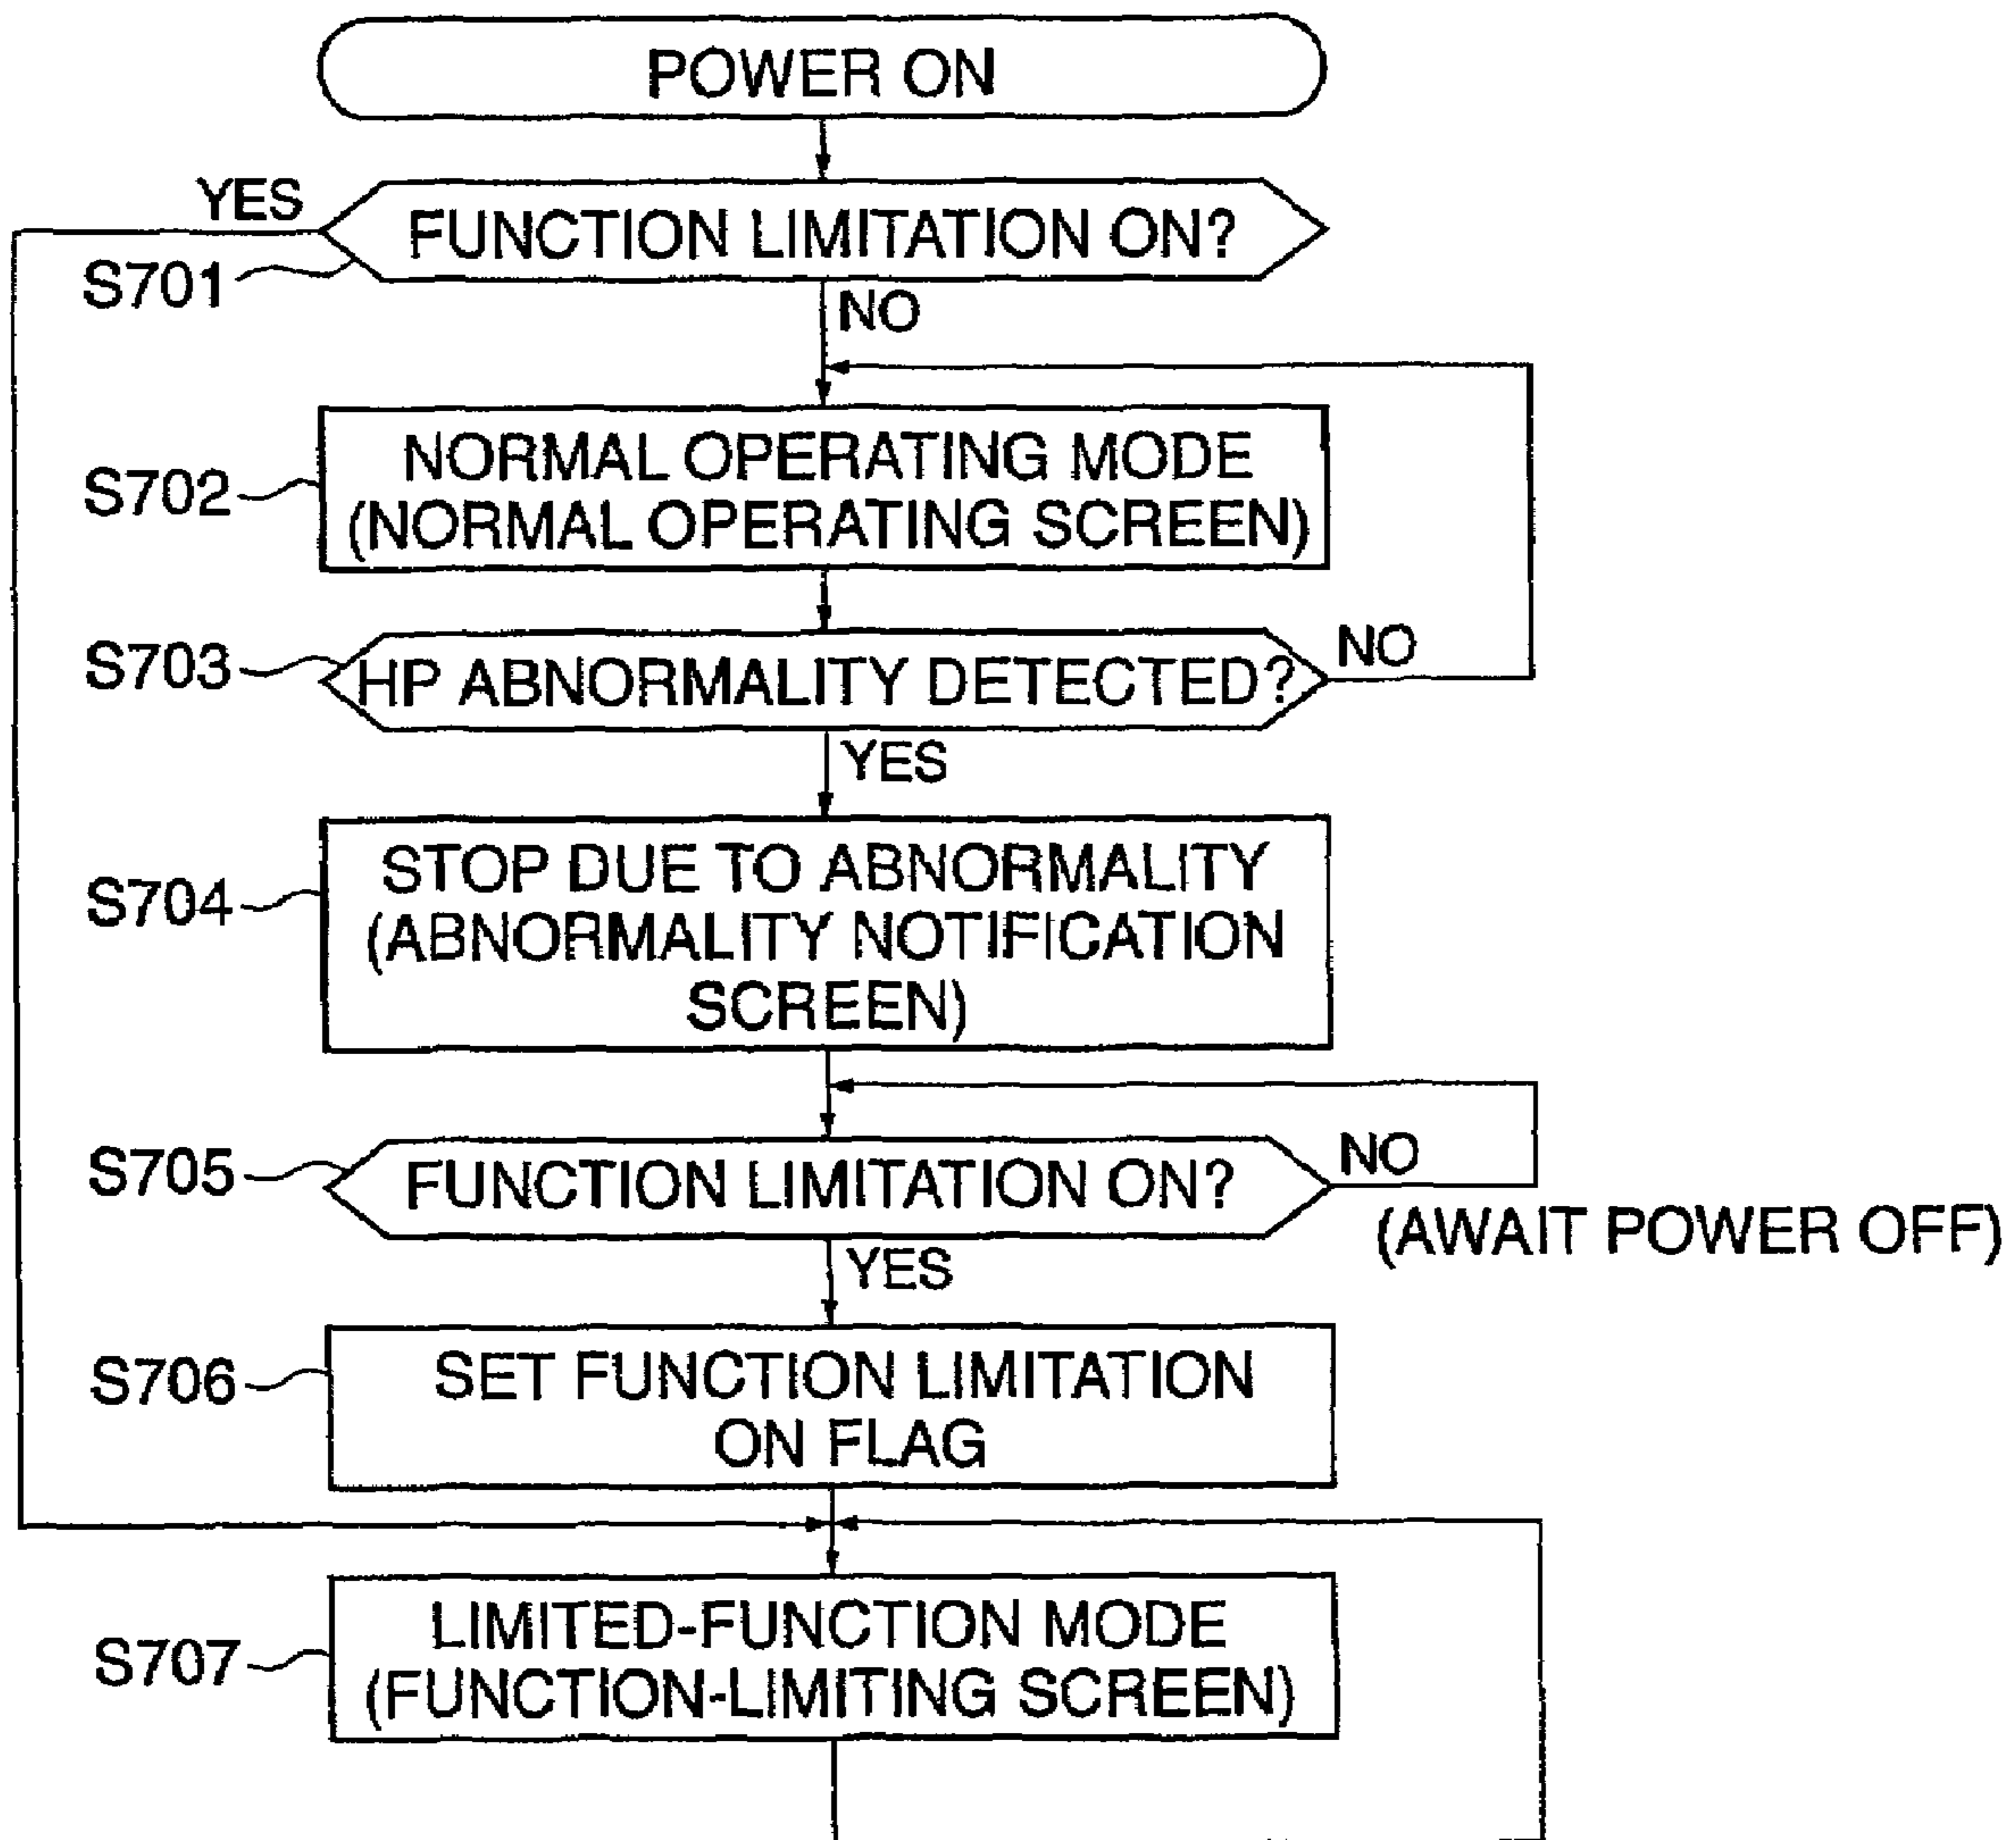 POWER ON
YES
FUNCTION LIMITATION ON?
S701
NO
S702
NORMAL OPERATING MODE
(NORMAL OPERATING SCREEN)
S703
HP ABNORMALITY DETECTED?
NO
YES
S704
STOP DUE TO ABNORMALITY
(ABNORMALITY NOTIFICATION
SCREEN)
S705
FUNCTION LIMITATION ON?
NO
(AWAIT POWER OFF)
YES
S706
SET FUNCTION LIMITATION
ON FLAG
S707
LIMITED-FUNCTION MODE
(FUNCTION-LIMITING SCREEN)